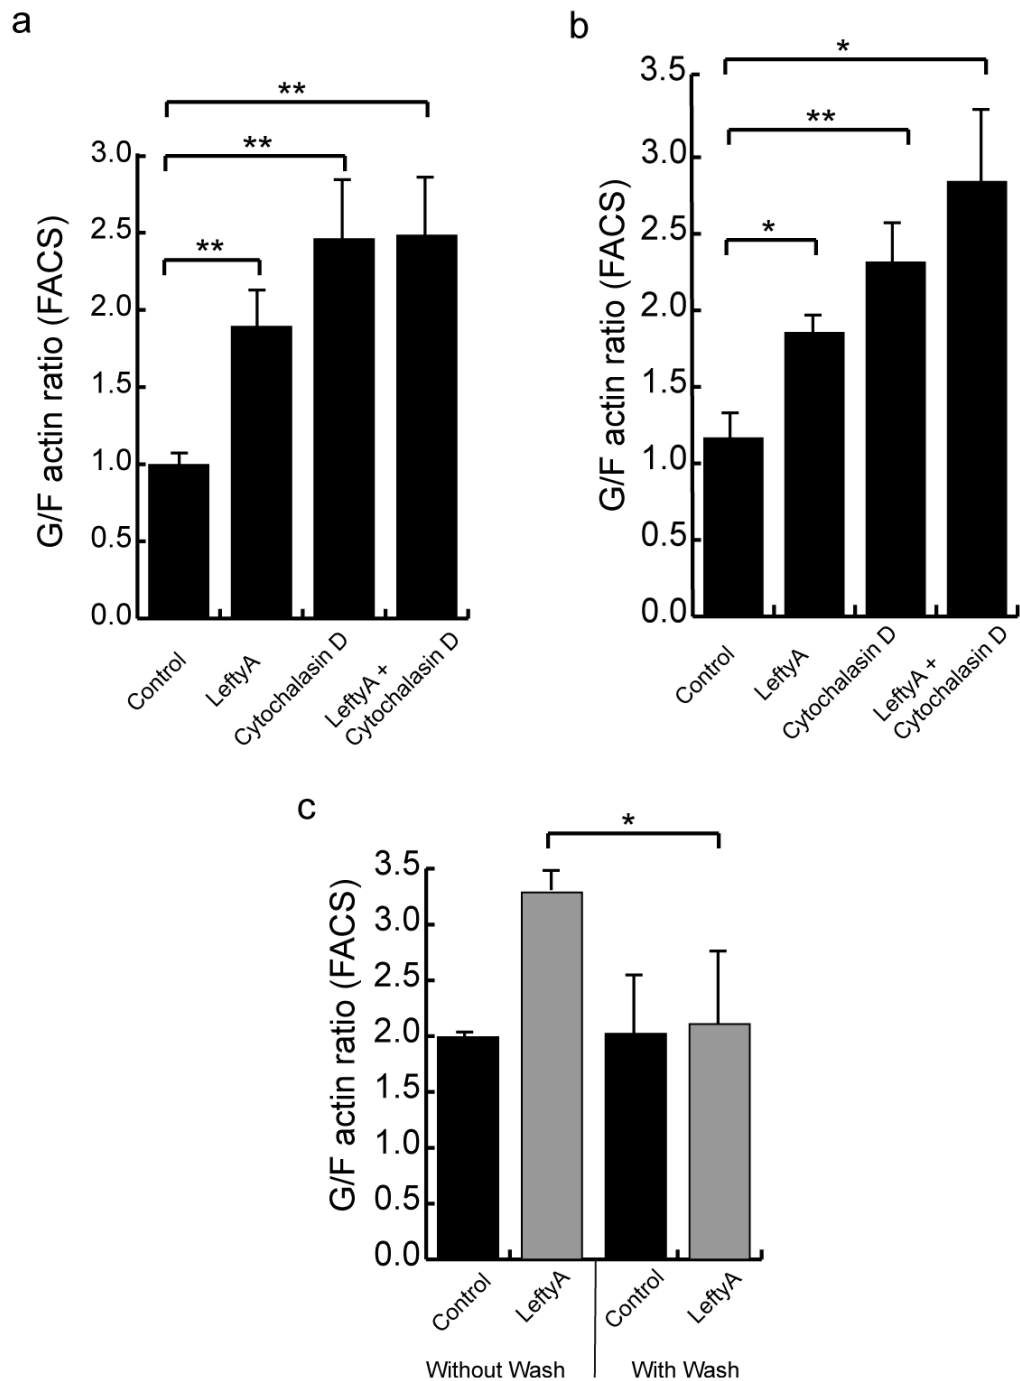 a
G/F actin ratio (FACS)
3.0
2.5
2.0
1.5
1.0
0.5
0.0
**
**
**
Control
LeftyA
Cytochalasin D
LeftyA +
Cytochalasin D
b
G/F actin ratio (FACS)
3.5
3.0
2.5
2.0
1.5
1.0
0.5
0.0
*
**
*
Control
LeftyA
Cytochalasin D
LeftyA +
Cytochalasin D
c
G/F actin ratio (FACS)
3.5
3.0
2.5
2.0
1.5
1.0
0.5
0.0
*
Control
LeftyA
Control
LeftyA
Without Wash
With Wash